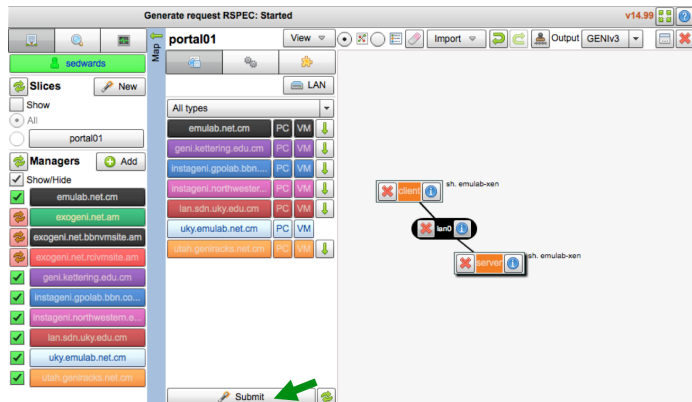 Generate request RSPEC: Started
v14.99
sedwards
Slices
New
Show
All
portal01
Managers
Add
Show/Hide
emulab.net.cm
exogeni.net.am
exogeni.net.bbnvmsite.am
exogeni.net.rcivmsite.am
geni.kettering.edu.cm
instageni.gpolab.bbn.co...
instageni.northwestern.e...
lan.sdn.uky.edu.cm
uky.emulab.net.cm
utah.geniracks.net.cm
Map
portal01
View
LAN
All types
emulab.net.cm PC VM
geni.kettering.edu.cm PC VM
instageni.gpolab.bbn.... PC VM
instageni.northwester... PC VM
lan.sdn.uky.edu.cm PC VM
uky.emulab.net.cm PC VM
utah.geniracks.net.cm PC VM
Submit
Import
Output
GENIv3
client
sh. emulab-xen
lan0
server
sh. emulab-xen